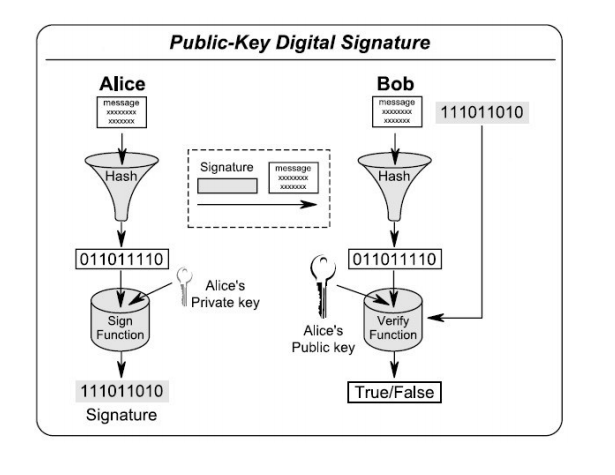 Public-Key Digital Signature
Alice
message
xxxxxxxx
xxxxxxx
Hash
011011110
Alice's
Private key
Sign
Function
111011010
Signature
Signature
message
xxxxxxxx
xxxxxxx
Bob
message
xxxxxxxx
xxxxxxx
111011010
Hash
011011110
Alice's
Public key
Verify
Function
True/False